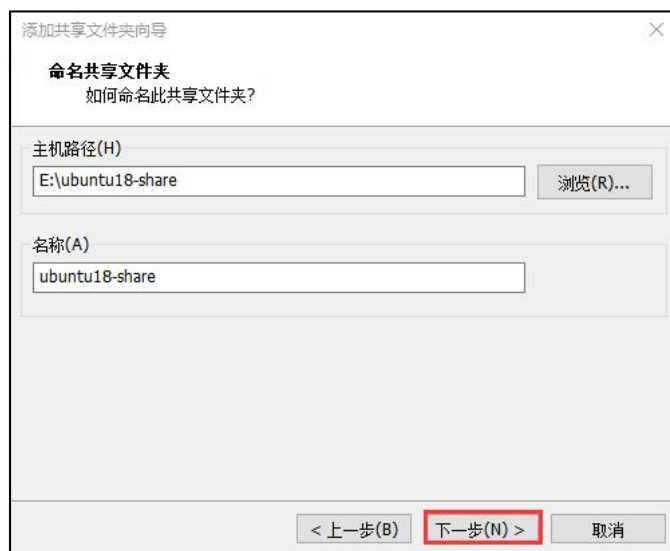 添加共享文件夹向导
命名共享文件夹
如何命名此共享文件夹?
主机路径(H)
E:\ubuntu18-share
浏览(R)...
名称(A)
ubuntu18-share
< 上一步(B)
下一步(N) >
取消